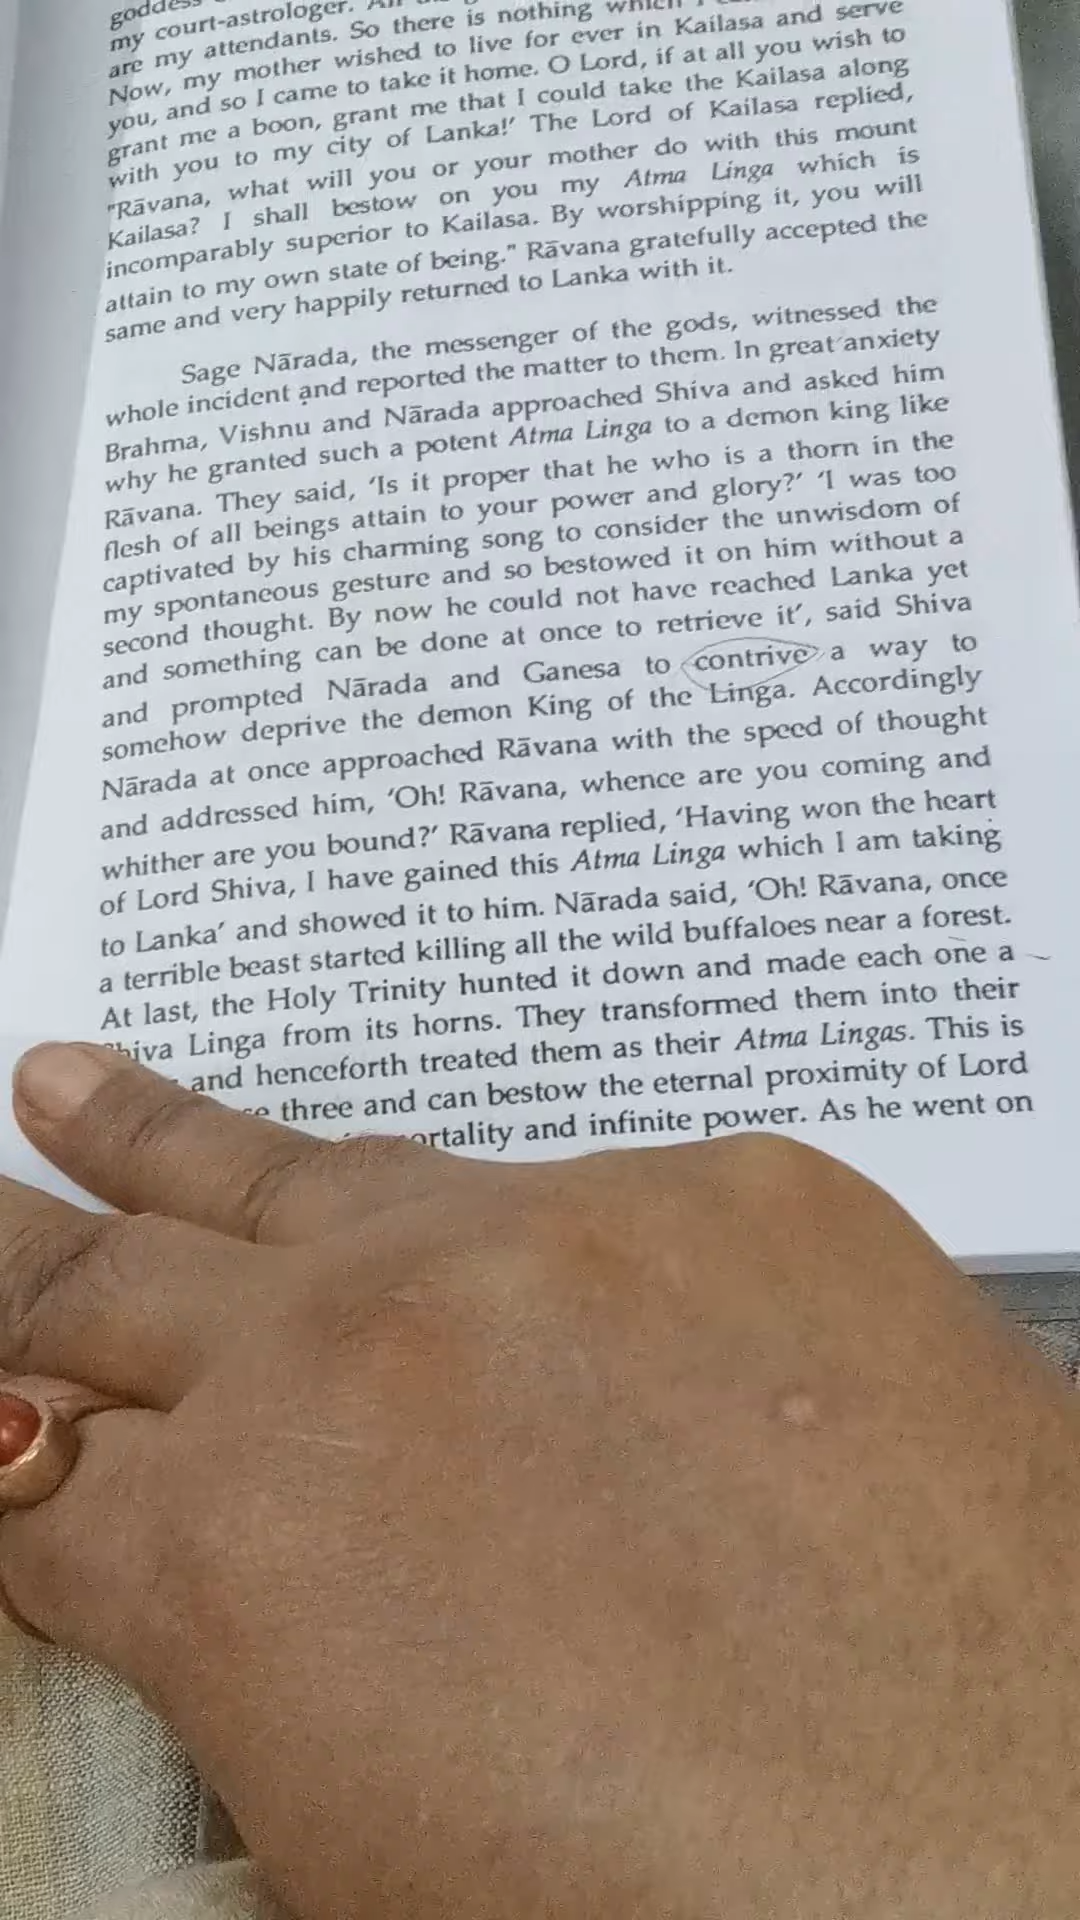 goddess
my court-astrologer.
are my attendants. So there is nothing which I
Now, my mother wished to live for ever in Kailasa and serve
you, and so I came to take it home. O Lord, if at all you wish to
grant me a boon, grant me that I could take the Kailasa along
with you to my city of Lanka!' The Lord of Kailasa replied,
"Rāvana, what will you or your mother do with this mount
Kailasa? I shall bestow on you my Atma Linga which is
incomparably superior to Kailasa. By worshipping it, you will
attain to my own state of being." Rāvana gratefully accepted the
same and very happily returned to Lanka with it.
Sage Nārada, the messenger of the gods, witnessed the
whole incident and reported the matter to them. In great anxiety
Brahma, Vishnu and Nārada approached Shiva and asked him
why he granted such a potent Atma Linga to a demon king like
Rāvana. They said, 'Is it proper that he who is a thorn in the
flesh of all beings attain to your power and glory?' 'I was too
captivated by his charming song to consider the unwisdom of
my spontaneous gesture and so bestowed it on him without a
second thought. By now he could not have reached Lanka yet
and something can be done at once to retrieve it', said Shiva
and prompted Nārada and Ganesa to contrive a way to
somehow deprive the demon King of the Linga. Accordingly
Nārada at once approached Rāvana with the speed of thought
and addressed him, 'Oh! Rāvana, whence are you coming and
whither are you bound?' Rāvana replied, 'Having won the heart
of Lord Shiva, I have gained this Atma Linga which I am taking
to Lanka' and showed it to him. Nārada said, 'Oh! Rāvana, once
a terrible beast started killing all the wild buffaloes near a forest.
At last, the Holy Trinity hunted it down and made each one a
Shiva Linga from its horns. They transformed them into their
and henceforth treated them as their Atma Lingas. This is
three and can bestow the eternal proximity of Lord
and infinite power. As he went on